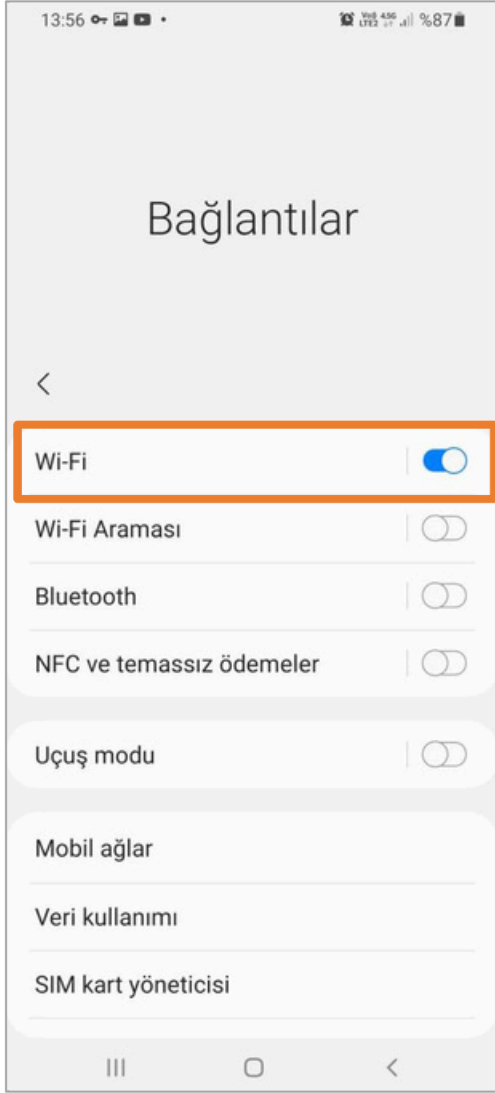 13:56 %87
Bağlantılar
Wi-Fi
Wi-Fi Araması
Bluetooth
NFC ve temassız ödemeler
Uçuş modu
Mobil ağlar
Veri kullanımı
SIM kart yöneticisi